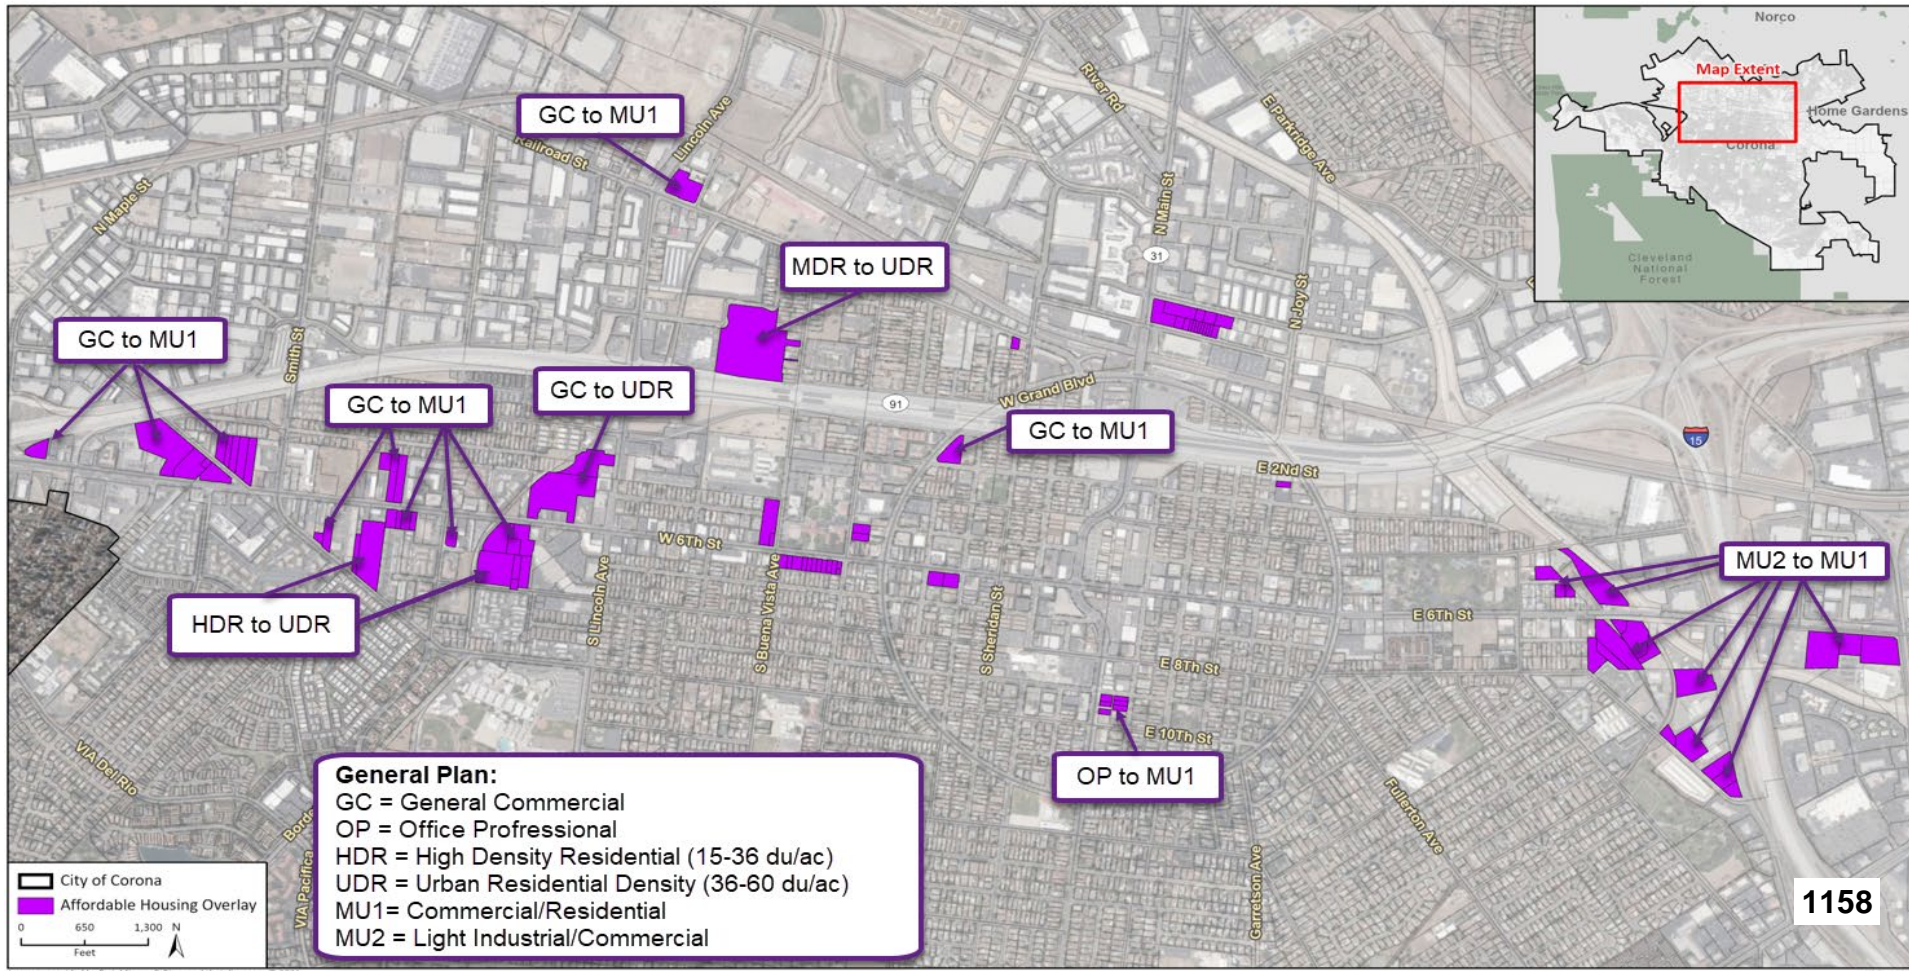 Norco
Map Extent
Home Gardens
Corona
Cleveland
National
Forest
River Rd
E Parkridge Ave
GC to MU1
Lincoln Ave
Railroad St
N Maple St
N Main St
31
MDR to UDR
N Joy St
GC to MU1
Smith St
GC to MU1
GC to UDR
W Grand Blvd
91
GC to MU1
15
E 2Nd St
W 6Th St
MU2 to MU1
HDR to UDR
S Lincoln Ave
S Buena Vista Ave
S Sheridan St
E 6Th St
E 8Th St
E 10Th St
OP to MU1
VIA Del Rio
Borde
VIA Pacifica
Garretson Ave
Fullerton Ave
General Plan:
GC = General Commercial
OP = Office Profressional
HDR = High Density Residential (15-36 du/ac)
UDR = Urban Residential Density (36-60 du/ac)
MU1= Commercial/Residential
MU2 = Light Industrial/Commercial
City of Corona
Affordable Housing Overlay
0 650 1,300 N
Feet
1158